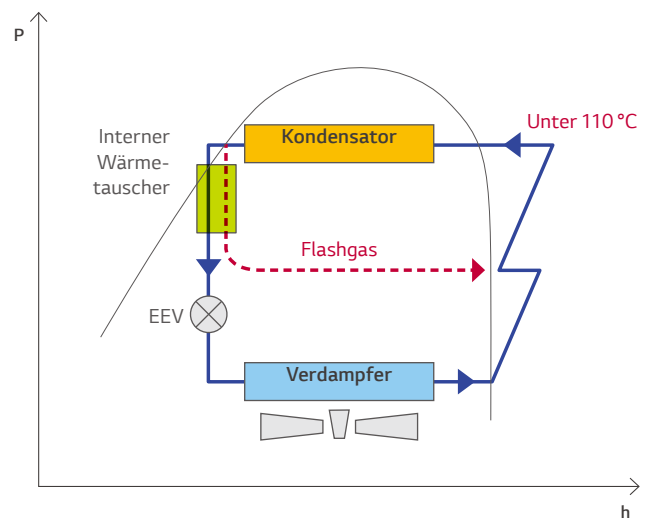 P
Interner
Wärme-
tauscher
Kondensator
Unter 110 °C
Flashgas
EEV
Verdampfer
h